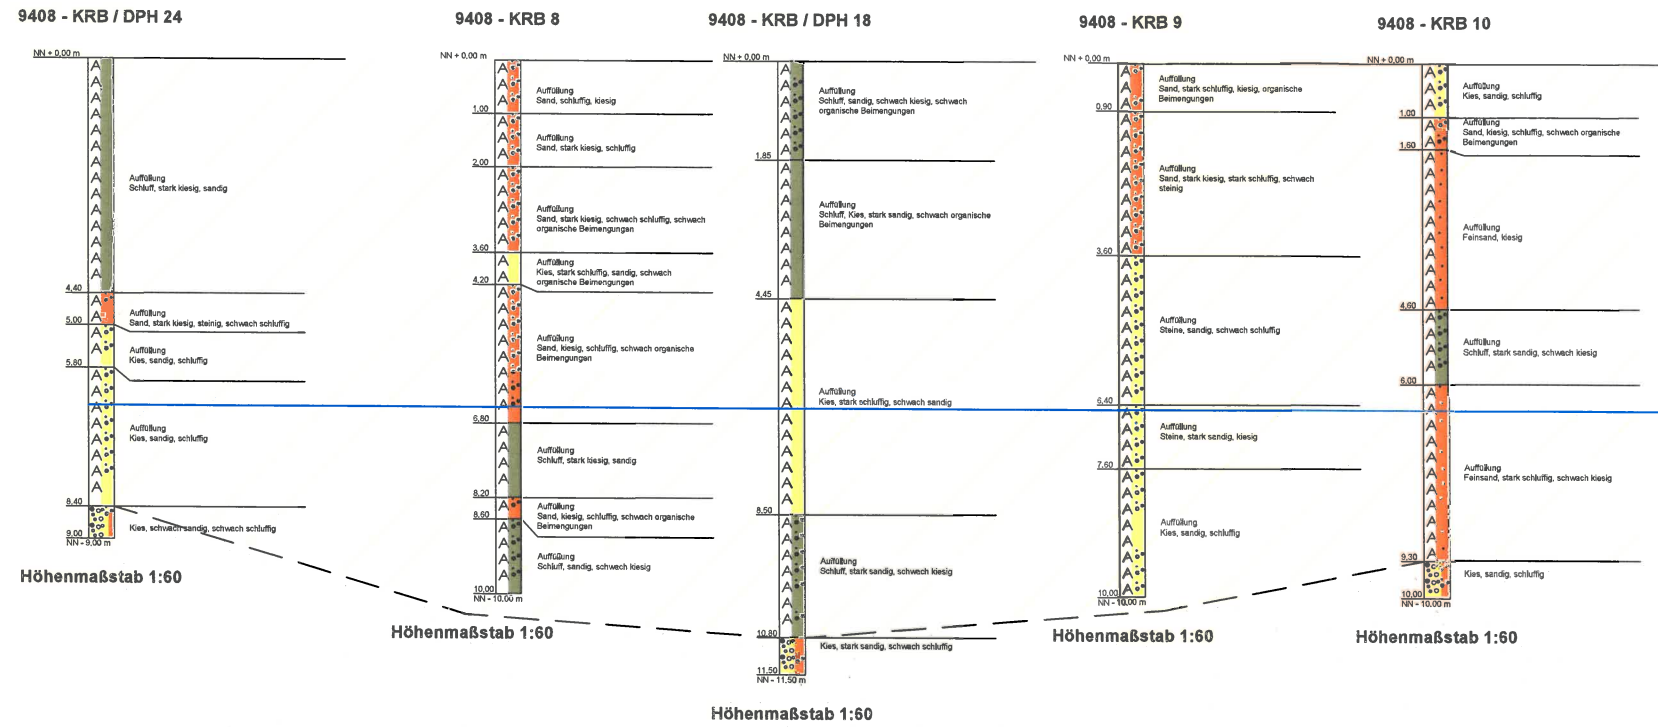 9408 - KRB / DPH 24
NN + 0,00 m
Auffüllung
Schluff, stark kiesig, sandig
4,40
Auffüllung
Sand, stark kiesig, steinig, schwach schluffig
5,00
Auffüllung
Kies, sandig, schluffig
5,80
Auffüllung
Kies, sandig, schluffig
8,40
Kies, schwach sandig, schwach schluffig
9,00
NN - 9,00 m
Höhenmaßstab 1:60
9408 - KRB 8
NN + 0,00 m
Auffüllung
Sand, schluffig, kiesig
1,00
Auffüllung
Sand, stark kiesig, schluffig
2,00
Auffüllung
Sand, stark kiesig, schwach schluffig, schwach
organische Beimengungen
3,60
Auffüllung
Kies, stark schluffig, sandig, schwach
organische Beimengungen
4,20
Auffüllung
Sand, kiesig, schluffig, schwach organische
Beimengungen
6,80
Auffüllung
Schluff, stark kiesig, sandig
8,20
Auffüllung
Sand, kiesig, schluffig, schwach organische
Beimengungen
8,60
Auffüllung
Schluff, sandig, schwach kiesig
10,00
NN - 10,00 m
Höhenmaßstab 1:60
9408 - KRB / DPH 18
NN + 0,00 m
Auffüllung
Schluff, sandig, schwach kiesig, schwach
organische Beimengungen
1,85
Auffüllung
Schluff, Kies, stark sandig, schwach organische
Beimengungen
4,45
Auffüllung
Kies, stark schluffig, schwach sandig
8,50
Auffüllung
Schluff, stark sandig, schwach kiesig
10,80
Kies, stark sandig, schwach schluffig
11,50
NN - 11,50 m
Höhenmaßstab 1:60
9408 - KRB 9
NN + 0,00 m
Auffüllung
Sand, stark schluffig, kiesig, organische
Beimengungen
0,90
Auffüllung
Sand, stark kiesig, stark schluffig, schwach
steinig
3,60
Auffüllung
Steine, sandig, schwach schluffig
6,40
Auffüllung
Steine, stark sandig, kiesig
7,60
Auffüllung
Kies, sandig, schluffig
10,00
NN - 10,00 m
Höhenmaßstab 1:60
9408 - KRB 10
NN + 0,00 m
Auffüllung
Kies, sandig, schluffig
1,00
Auffüllung
Sand, kiesig, schluffig, schwach organische
Beimengungen
1,60
Auffüllung
Feinsand, kiesig
4,60
Auffüllung
Schluff, stark sandig, schwach kiesig
6,00
Auffüllung
Feinsand, stark schluffig, schwach kiesig
9,30
Kies, sandig, schluffig
10,00
NN - 10,00 m
Höhenmaßstab 1:60